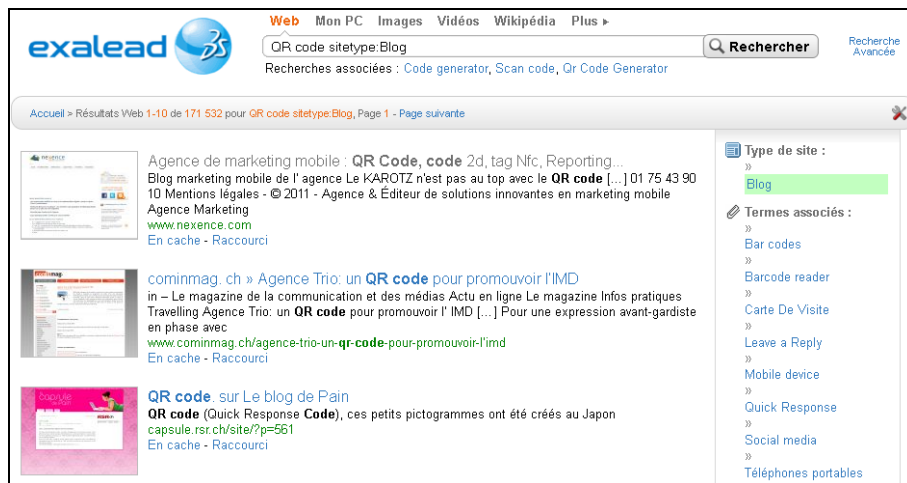 exalead
Web Mon PC Images Vidéos Wikipédia Plus ▸
QR code sitetype:Blog
Rechercher
Recherche
Avancée
Recherches associées : Code generator, Scan code, Qr Code Generator
Accueil > Résultats Web 1-10 de 171 532 pour QR code sitetype:Blog, Page 1 - Page suivante
Agence de marketing mobile : QR Code, code 2d, tag Nfc, Reporting...
Blog marketing mobile de l' agence Le KAROTZ n'est pas au top avec le QR code [...] 01 75 43 90
10 Mentions légales - © 2011 - Agence & Éditeur de solutions innovantes en marketing mobile
Agence Marketing
www.nexence.com
En cache - Raccourci
cominmag. ch » Agence Trio: un QR code pour promouvoir l'IMD
in – Le magazine de la communication et des médias Actu en ligne Le magazine Infos pratiques
Travelling Agence Trio: un QR code pour promouvoir l' IMD [...] Pour une expression avant-gardiste
en phase avec
www.cominmag.ch/agence-trio-un-qr-code-pour-promouvoir-l'imd
En cache - Raccourci
QR code. sur Le blog de Pain
QR code (Quick Response Code), ces petits pictogrammes ont été créés au Japon
capsule.rsr.ch/site/?p=561
En cache - Raccourci
Type de site :
»
Blog
Termes associés :
»
Bar codes
»
Barcode reader
»
Carte De Visite
»
Leave a Reply
»
Mobile device
»
Quick Response
»
Social media
»
Téléphones portables